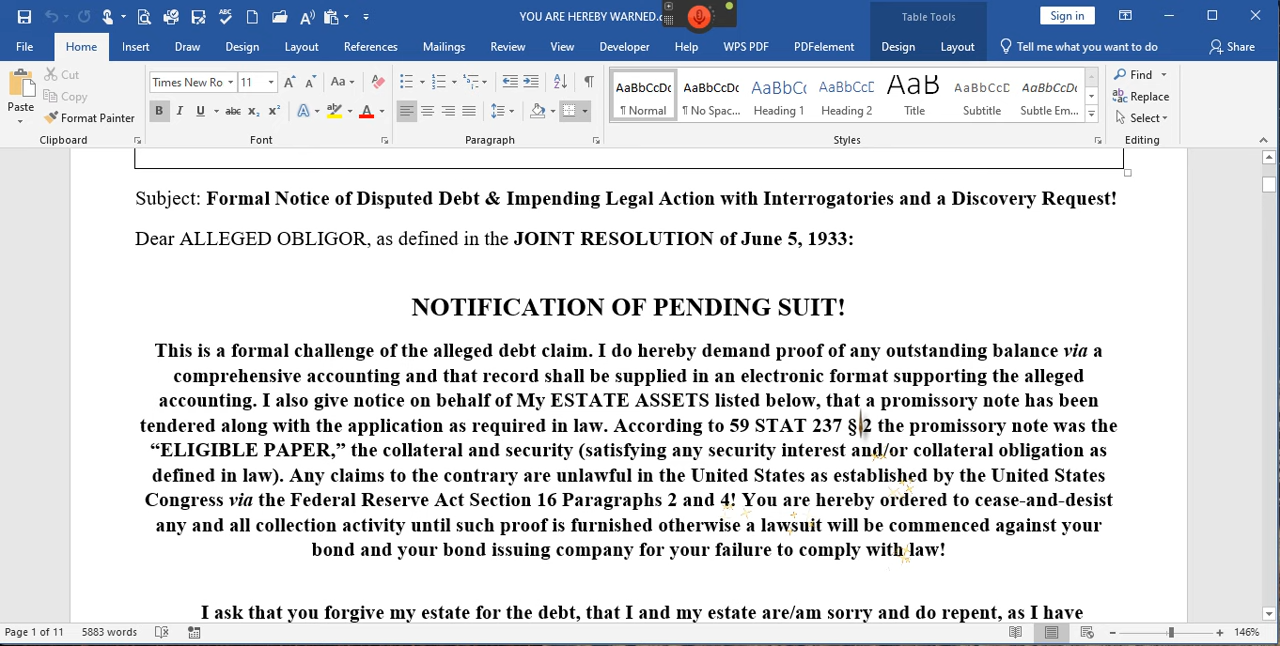 YOU ARE HEREBY WARNED.
Table Tools
Sign in
File
Home
Insert
Draw
Design
Layout
References
Mailings
Review
View
Developer
Help
WPS PDF
PDFelement
Design
Layout
Tell me what you want to do
Share
Paste
Cut
Copy
Format Painter
Times New Ro
11
Aa
B I U abc x₂ x² A A
AaBbCcDc
¶ Normal
AaBbCcDc
¶ No Spac...
AaBbCc
Heading 1
AaBbCcE
Heading 2
AaB
Title
AaBbCcD
Subtitle
AaBbCcDc
Subtle Em...
Find
Replace
Select
Clipboard
Font
Paragraph
Styles
Editing
Subject: Formal Notice of Disputed Debt & Impending Legal Action with Interrogatories and a Discovery Request!
Dear ALLEGED OBLIGOR, as defined in the JOINT RESOLUTION of June 5, 1933:
NOTIFICATION OF PENDING SUIT!
This is a formal challenge of the alleged debt claim. I do hereby demand proof of any outstanding balance via a
comprehensive accounting and that record shall be supplied in an electronic format supporting the alleged
accounting. I also give notice on behalf of My ESTATE ASSETS listed below, that a promissory note has been
tendered along with the application as required in law. According to 59 STAT 237 § 2 the promissory note was the
“ELIGIBLE PAPER,” the collateral and security (satisfying any security interest and/or collateral obligation as
defined in law). Any claims to the contrary are unlawful in the United States as established by the United States
Congress via the Federal Reserve Act Section 16 Paragraphs 2 and 4! You are hereby ordered to cease-and-desist
any and all collection activity until such proof is furnished otherwise a lawsuit will be commenced against your
bond and your bond issuing company for your failure to comply with law!
I ask that you forgive my estate for the debt, that I and my estate are/am sorry and do repent, as I have
Page 1 of 11
5883 words
146%